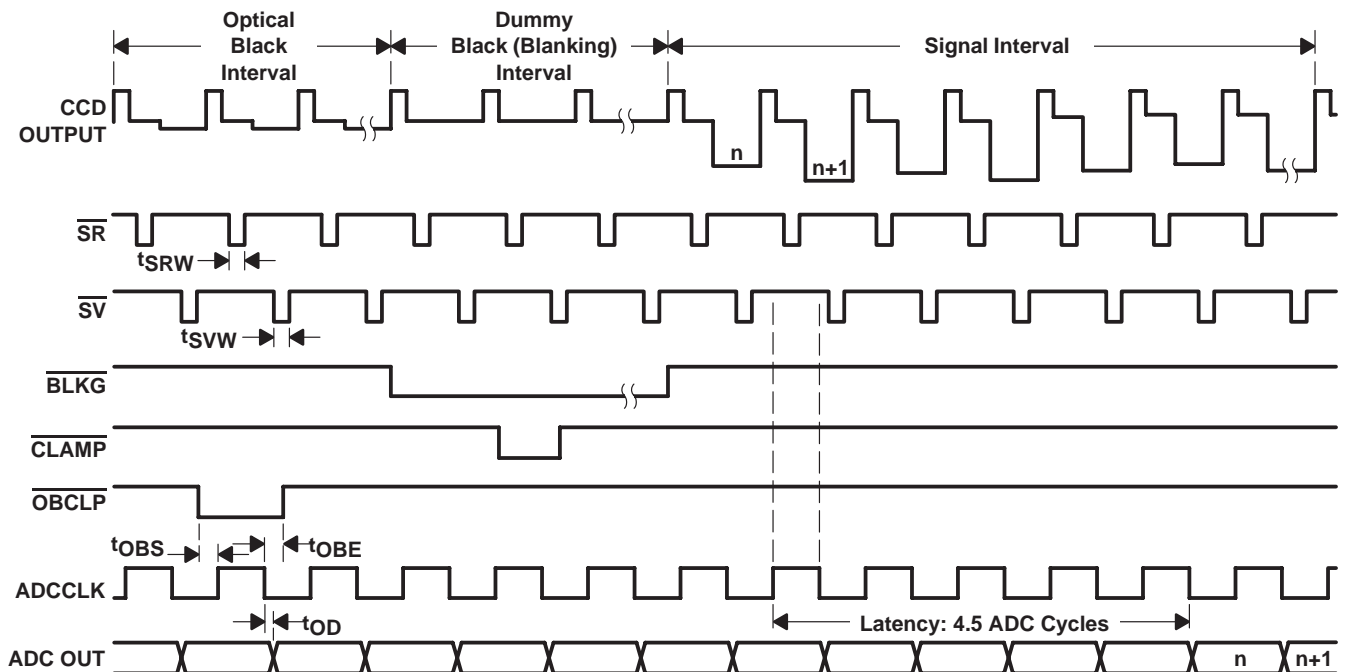 Optical
Black
Interval
Dummy
Black (Blanking)
Interval
Signal Interval
CCD
OUTPUT
n
n+1
SR
tSRW
SV
tSVW
BLKG
CLAMP
OBCLP
tOBS
tOBE
ADCCLK
tOD
Latency: 4.5 ADC Cycles
ADC OUT
n
n+1